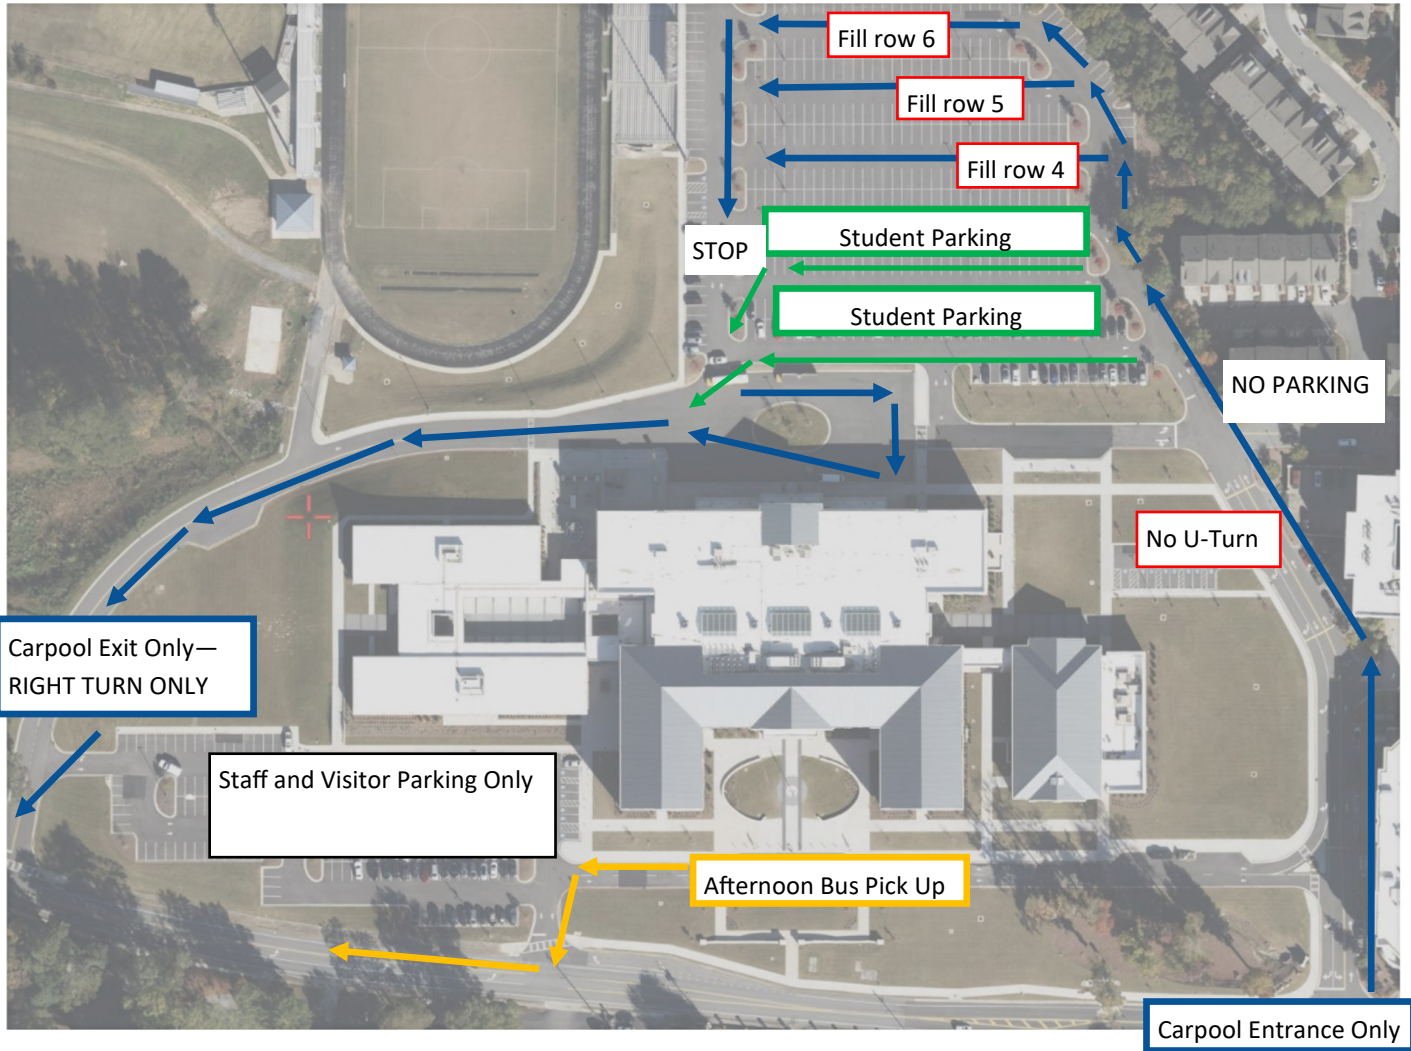 Fill row 6
Fill row 5
Fill row 4
Student Parking
STOP
Student Parking
NO PARKING
No U-Turn
Carpool Exit Only—
RIGHT TURN ONLY
Staff and Visitor Parking Only
Afternoon Bus Pick Up
Carpool Entrance Only